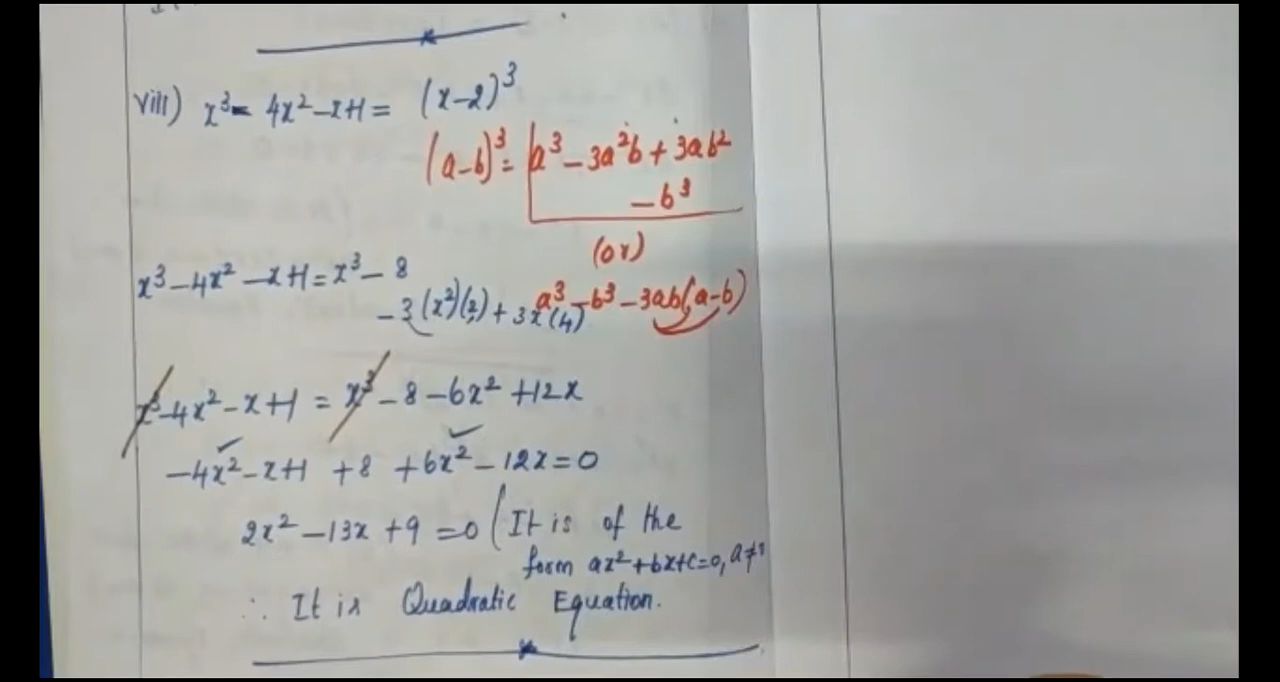 viii) x³ - 4x² - x + 1 = (x-2)³
(a-b)³ = a³ - 3a²b + 3ab²
- b³
(or)
a³ - b³ - 3ab(a-b)
x³ - 4x² - x + 1 = x³ - 8
- 3(x²)(2) + 3x(4)
x³ - 4x² - x + 1 = x³ - 8 - 6x² + 12x
-4x² - x + 1 + 8 + 6x² - 12x = 0
2x² - 13x + 9 = 0 (It is of the
form ax² + bx + c = 0, a ≠
∴ It is Quadratic Equation.